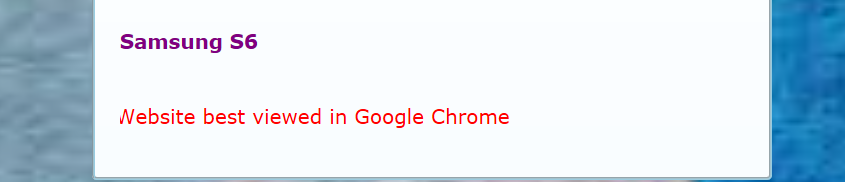 Samsung S6
Website best viewed in Google Chrome